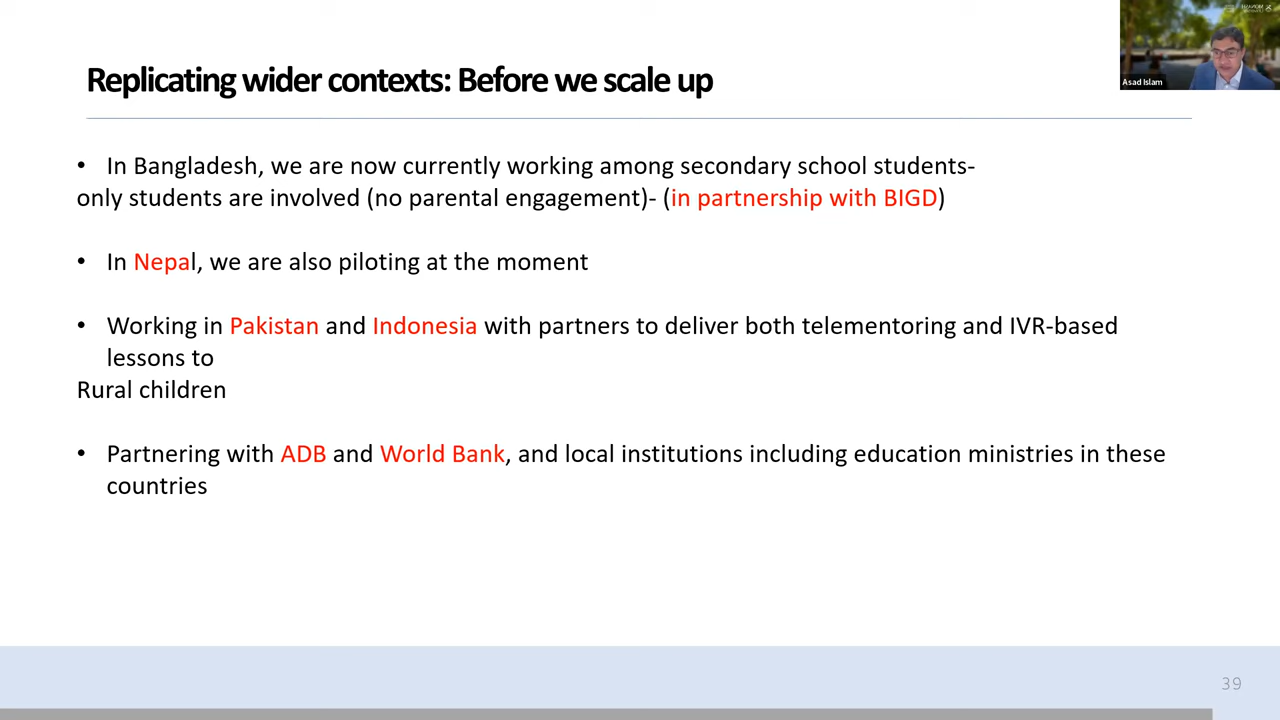 Replicating wider contexts: Before we scale up
Asad Islam
• In Bangladesh, we are now currently working among secondary school students-
only students are involved (no parental engagement)- (in partnership with BIGD)
• In Nepal, we are also piloting at the moment
• Working in Pakistan and Indonesia with partners to deliver both telementoring and IVR-based
lessons to
Rural children
• Partnering with ADB and World Bank, and local institutions including education ministries in these
countries
39